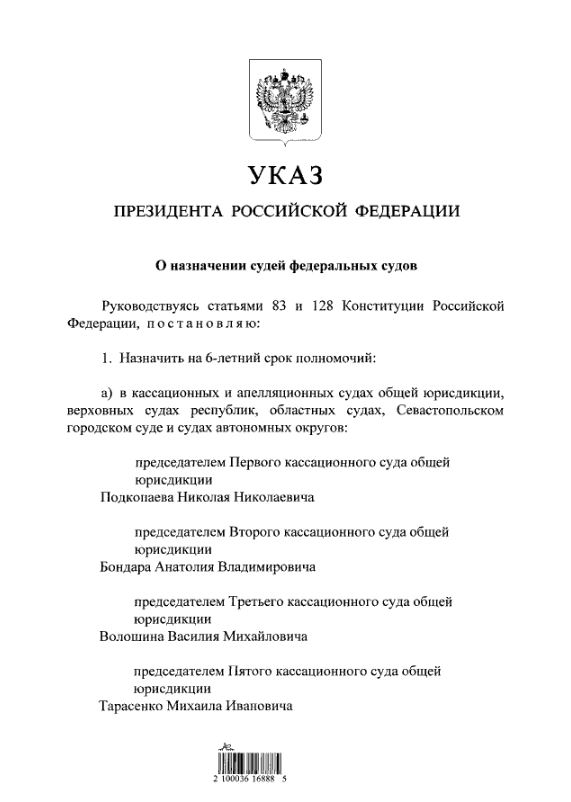 УКАЗ
ПРЕЗИДЕНТА РОССИЙСКОЙ ФЕДЕРАЦИИ
О назначении судей федеральных судов
Руководствуясь статьями 83 и 128 Конституции Российской
Федерации, постановляю:
1. Назначить на 6-летний срок полномочий:
а) в кассационных и апелляционных судах общей юрисдикции,
верховных судах республик, областных судах, Севастопольском
городском суде и судах автономных округов:
председателем Первого кассационного суда общей
юрисдикции
Подкопаева Николая Николаевича
председателем Второго кассационного суда общей
юрисдикции
Бондара Анатолия Владимировича
председателем Третьего кассационного суда общей
юрисдикции
Волошина Василия Михайловича
председателем Пятого кассационного суда общей
юрисдикции
Тарасенко Михаила Ивановича
2 100036 16888 5